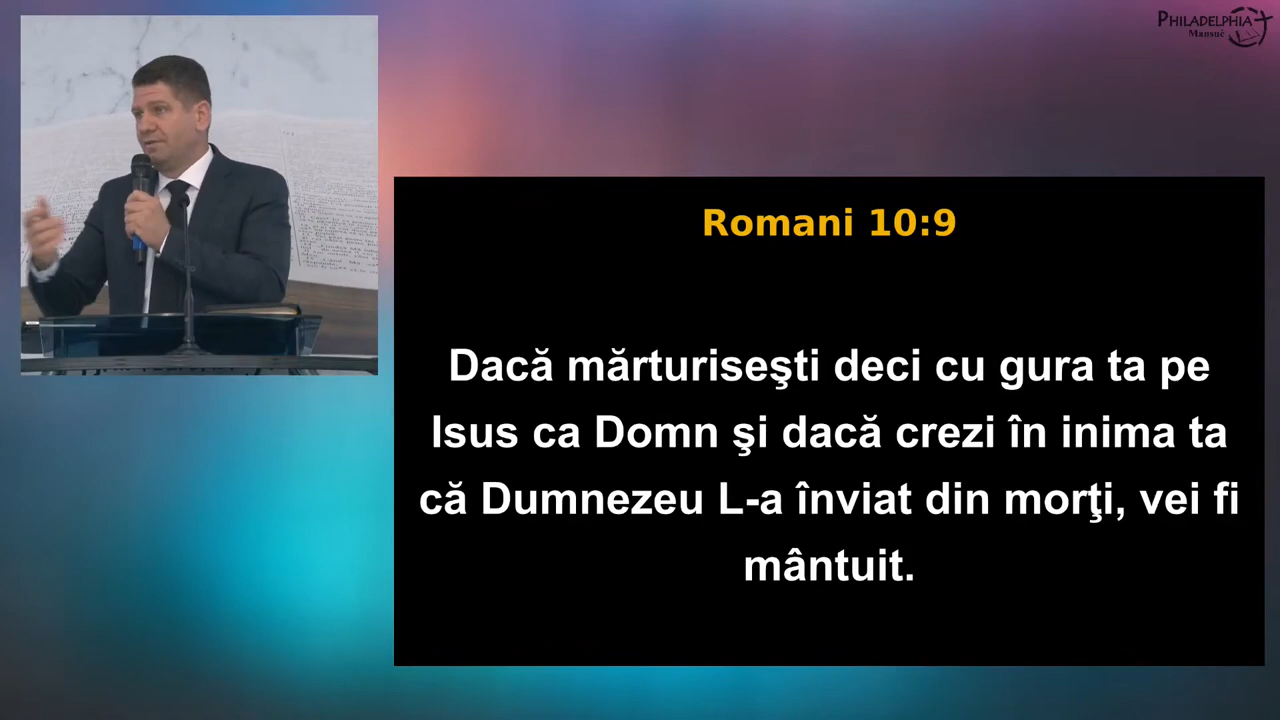 PHILADELPHIA
Mansuè
Romani 10:9
Dacă mărturiseşti deci cu gura ta pe
Isus ca Domn şi dacă crezi în inima ta
că Dumnezeu L-a înviat din morţi, vei fi
mântuit.